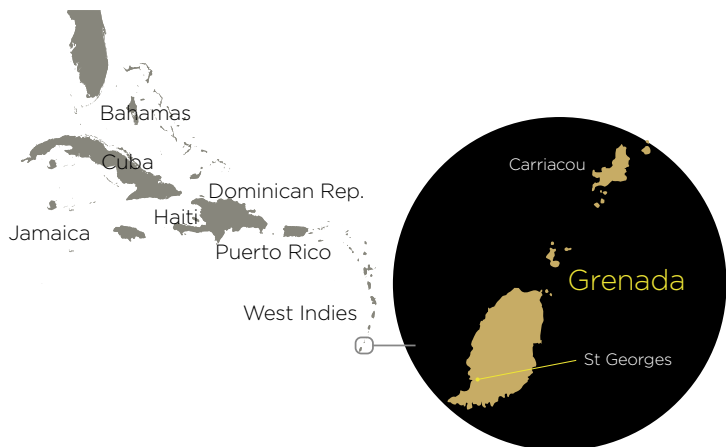 Bahamas
Cuba
Dominican Rep.
Haiti
Jamaica
Puerto Rico
West Indies
Carriacou
Grenada
St Georges